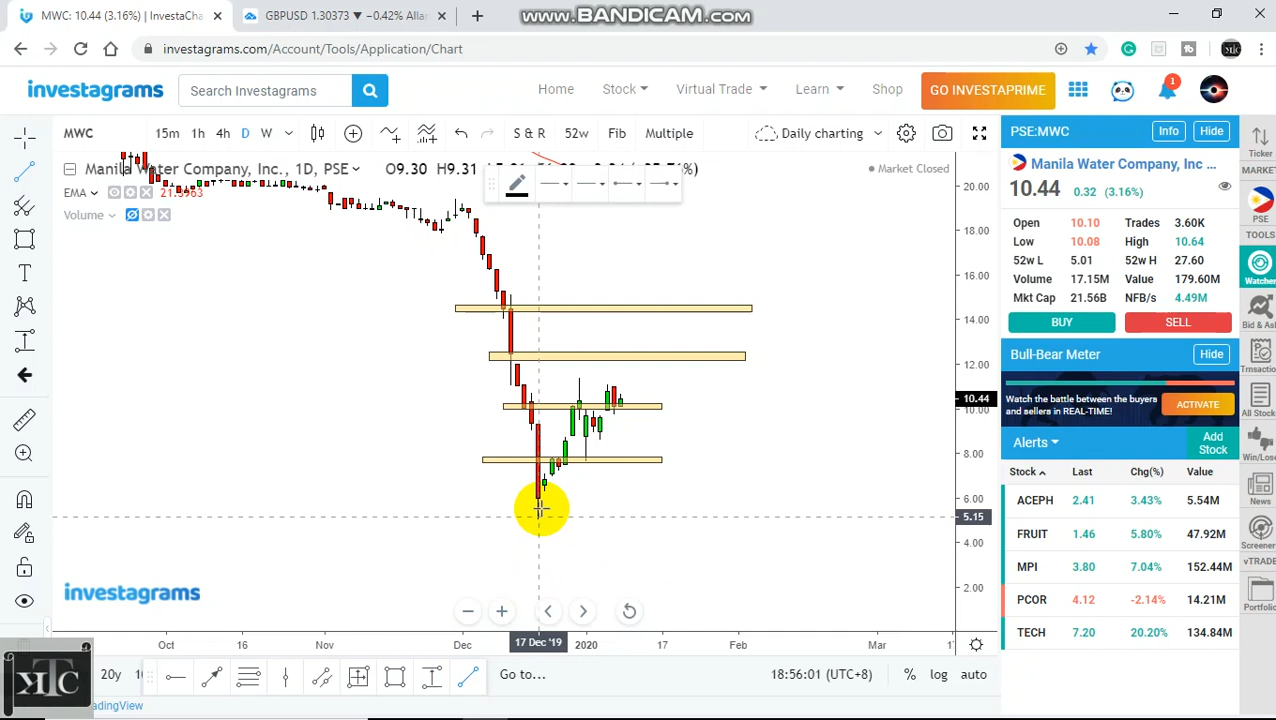 MWC: 10.44 (3.16%) | InvestaCha
GBPUSD 1.30373 ▼ −0.42% Allan
www.BANDICAM.com
investagrams.com/Account/Tools/Application/Chart
investagrams
Search Investagrams
Home
Stock
Virtual Trade
Learn
Shop
GO INVESTAPRIME
1
MWC
15m 1h 4h D W
S & R
52w
Fib
Multiple
Daily charting
Manila Water Company, Inc., 1D, PSE
O9.30 H9.31
Market Closed
EMA
Volume
20.00
18.00
16.00
14.00
12.00
10.44
10.00
8.00
6.00
5.15
4.00
2.00
investagrams
Oct 16 Nov Dec 17 Dec '19 2020 17 Feb Mar
20y
Go to...
18:56:01 (UTC+8)
% log auto
KTC
PSE:MWC
Info
Hide
Manila Water Company, Inc ...
10.44 0.32 (3.16%)
Open 10.10 Trades 3.60K
Low 10.08 High 10.64
52w L 5.01 52w H 27.60
Volume 17.15M Value 179.60M
Mkt Cap 21.56B NFB/s 4.49M
BUY
SELL
Bull-Bear Meter
Hide
Watch the battle between the buyers
and sellers in REAL-TIME!
ACTIVATE
Alerts
Add
Stock
Stock Last Chg(%) Value
ACEPH 2.41 3.43% 5.54M
FRUIT 1.46 5.80% 47.92M
MPI 3.80 7.04% 152.44M
PCOR 4.12 -2.14% 14.21M
TECH 7.20 20.20% 134.84M
Ticker
MARKET
PSE
TOOLS
Watcher
Bid & Ask
Trnsactio
All Stock
Win/Lose
News
Screener
vTRADE
Portfolio